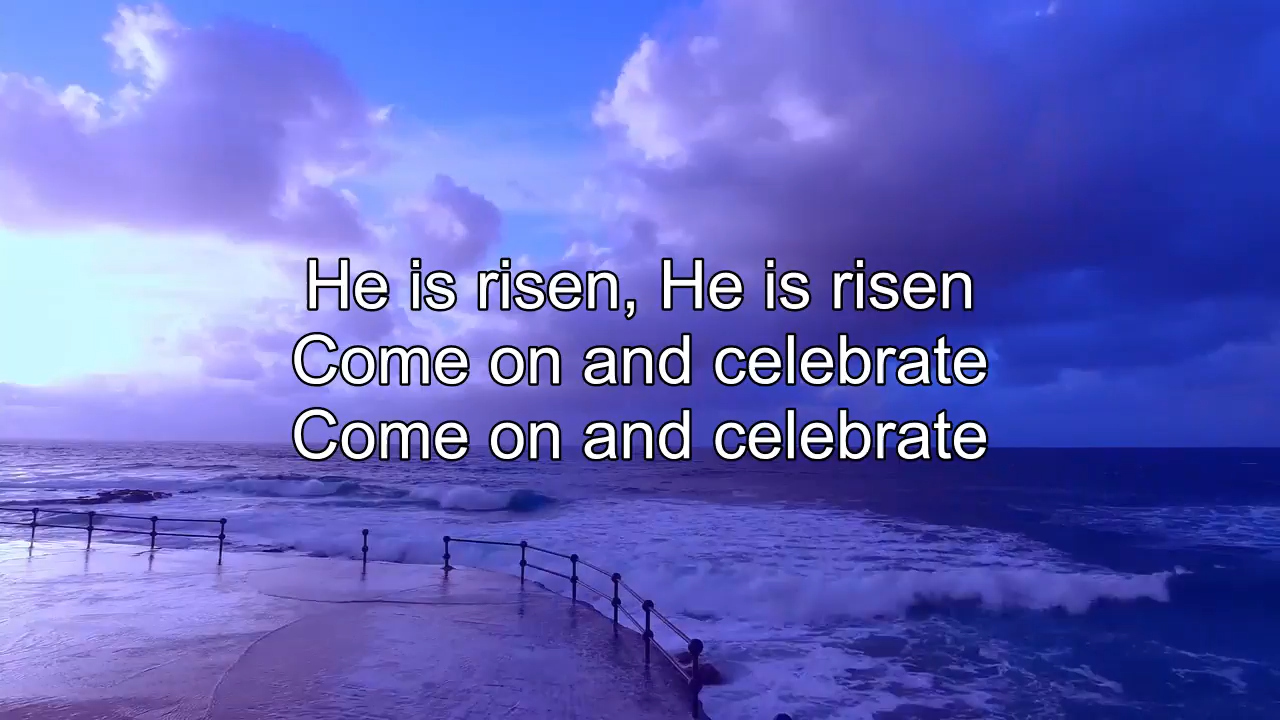 He is risen, He is risen
Come on and celebrate
Come on and celebrate